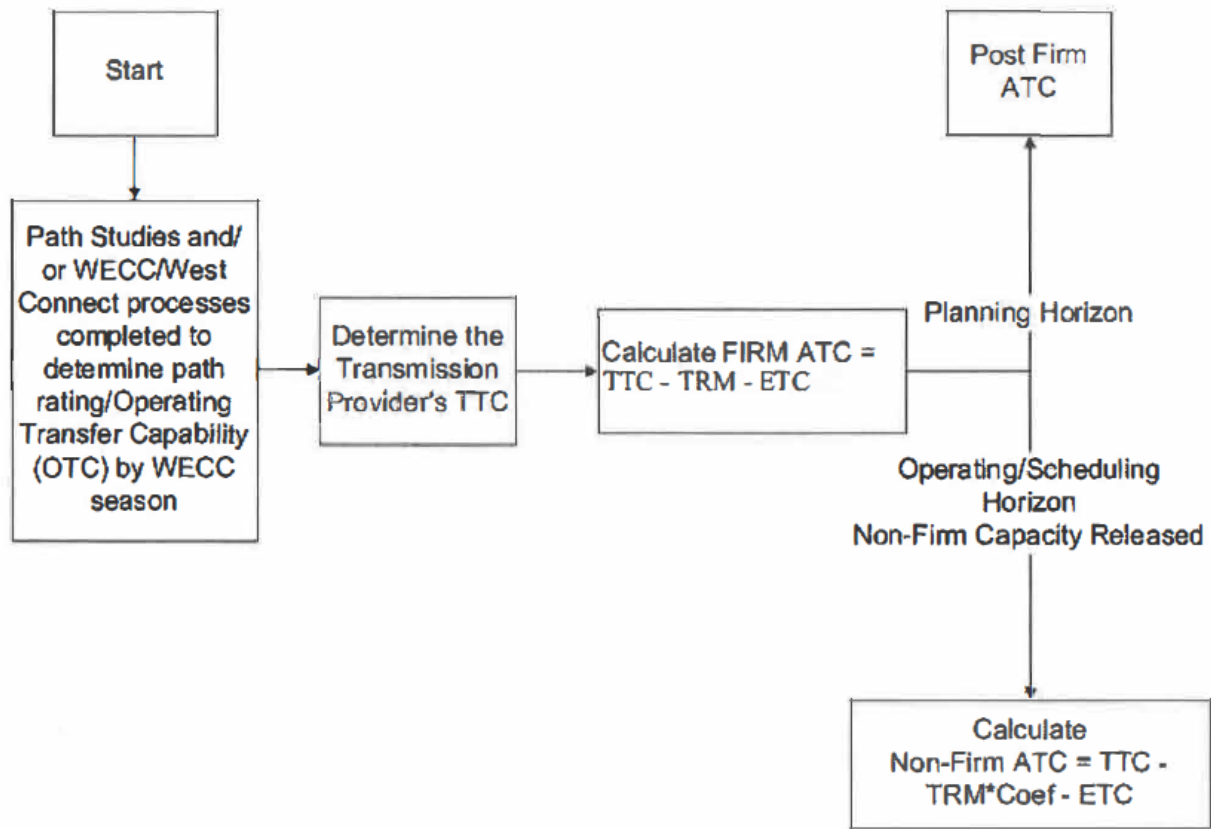 Start
Path Studies and/
or WECC/West
Connect processes
completed to
determine path
rating/Operating
Transfer Capability
(OTC) by WECC
season
Determine the
Transmission
Provider's TTC
Calculate FIRM ATC =
TTC - TRM - ETC
Post Firm
ATC
Planning Horizon
Operating/Scheduling
Horizon
Non-Firm Capacity Released
Calculate
Non-Firm ATC = TTC -
TRM*Coef - ETC